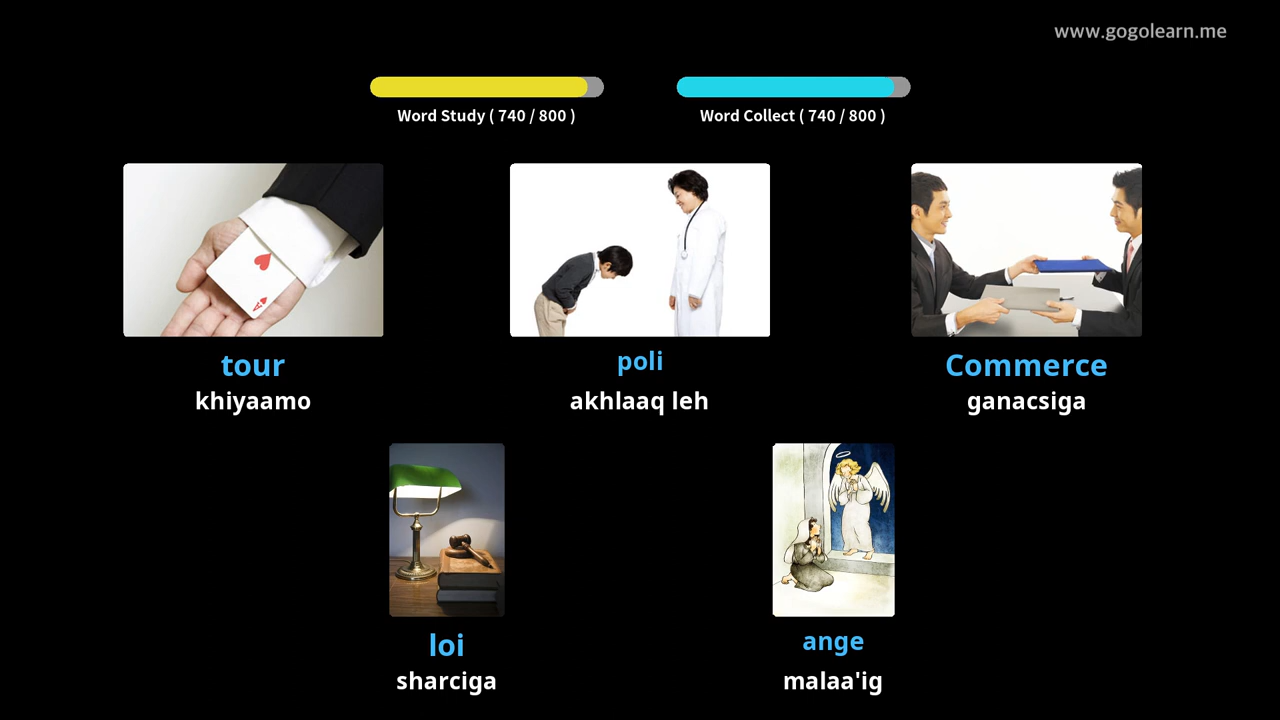 www.gogolearn.me
Word Study ( 740 / 800 )
Word Collect ( 740 / 800 )
tour
khiyaamo
poli
akhlaaq leh
Commerce
ganacsiga
loi
sharciga
ange
malaa'ig